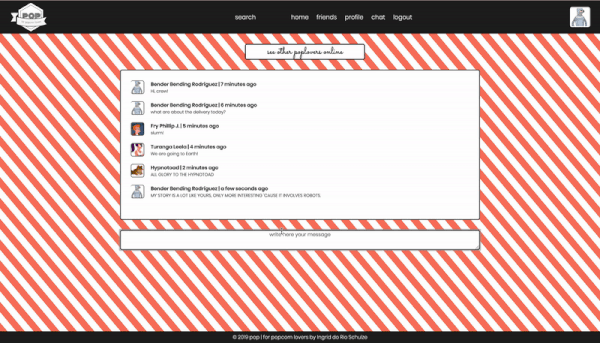 POP
search
home friends profile chat logout
see other poplovers online
Bender Bending Rodríguez | 7 minutes ago
Hi, crew!
Bender Bending Rodríguez | 6 minutes ago
what are about the delivery today?
Fry Phillip J. | 5 minutes ago
slurm!
Turanga Leela | 4 minutes ago
We are going to Earth!
Hypnotoad | 2 minutes ago
ALL GLORY TO THE HYPNOTOAD
Bender Bending Rodríguez | a few seconds ago
MY STORY IS A LOT LIKE YOURS, ONLY MORE INTERESTING 'CAUSE IT INVOLVES ROBOTS.
write here your message
© 2019 pop | for popcorn lovers by Ingrid do Rio Schulze